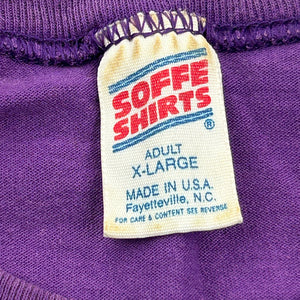 SOFFE
SHIRTS®
ADULT
X-LARGE
MADE IN U.S.A.
Fayetteville, N.C.
FOR CARE & CONTENT SEE REVERSE